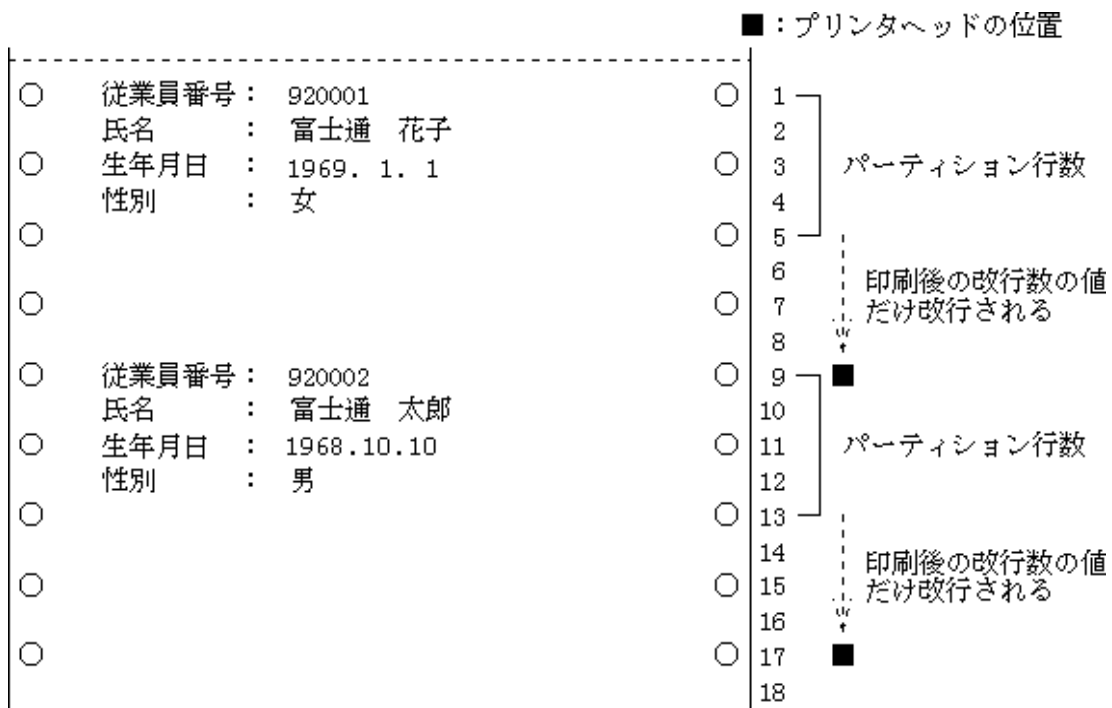 ■：プリンタヘッドの位置
従業員番号： 920001 1
氏名 ： 富士通 花子 2
生年月日 ： 1969. 1. 1 3 パーティション行数
性別 ： 女 4
5
6 印刷後の改行数の値
7 だけ改行される
8
従業員番号： 920002 9 ■
氏名 ： 富士通 太郎 10
生年月日 ： 1968.10.10 11 パーティション行数
性別 ： 男 12
13
14 印刷後の改行数の値
15 だけ改行される
16
17 ■
18